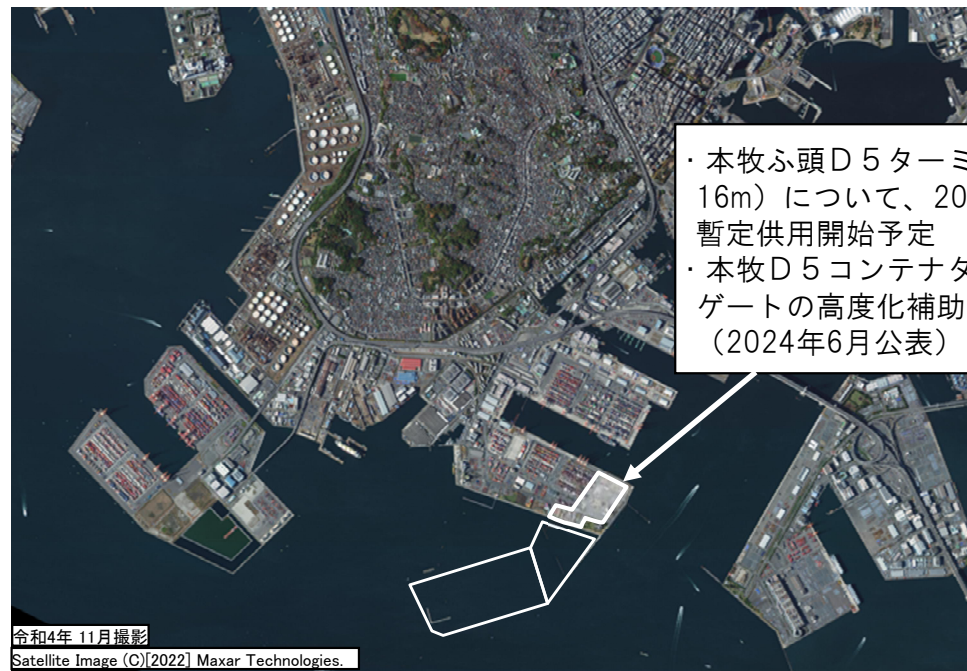 ・本牧ふ頭Ｄ５ターミ
16m）について、20
暫定供用開始予定
・本牧Ｄ５コンテナタ
ゲートの高度化補助
（2024年6月公表）
令和4年 11月撮影
Satellite Image (C)[2022] Maxar Technologies.